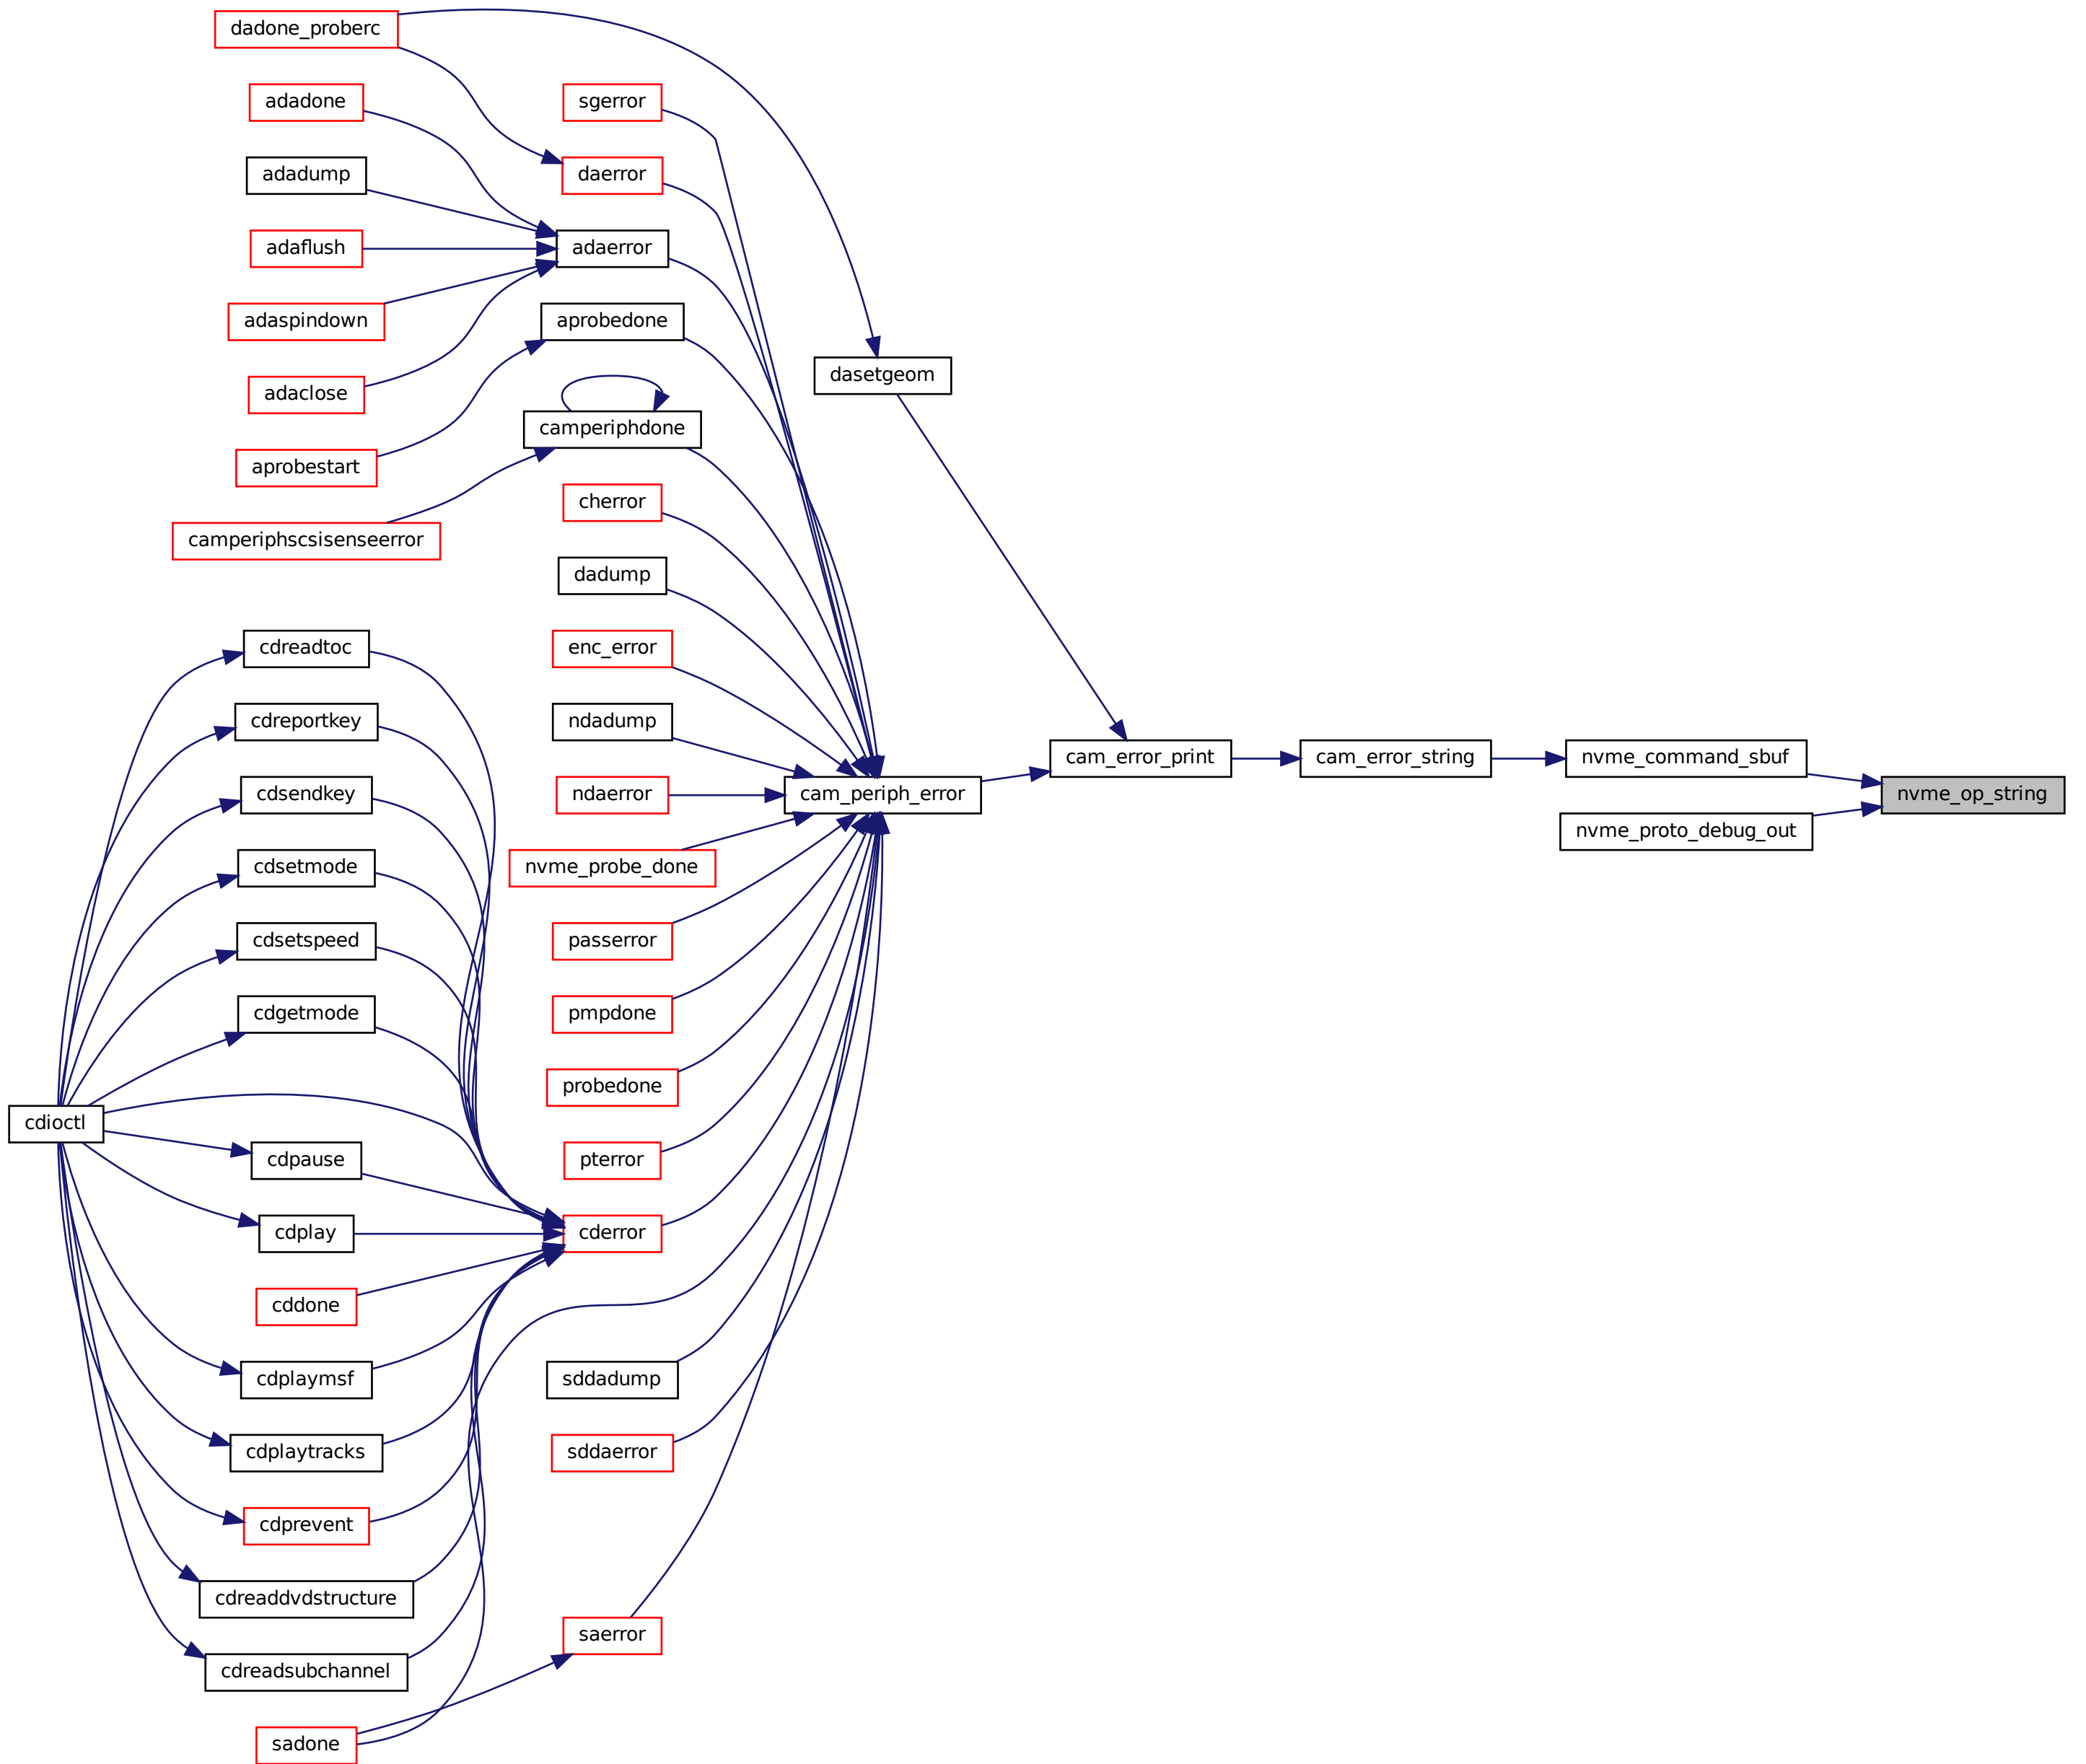 dadone_proberc
adadone
sgerror
adadump
daerror
adaflush
adaerror
adaspindown
aprobedone
dasetgeom
adaclose
camperiphdone
aprobestart
cherror
camperiphscsisenseerror
dadump
cdreadtoc
enc_error
cdreportkey
ndadump
cam_error_print
cam_error_string
nvme_command_sbuf
cdsendkey
ndaerror
cam_periph_error
nvme_op_string
nvme_proto_debug_out
cdsetmode
nvme_probe_done
cdsetspeed
passerror
cdgetmode
pmpdone
probedone
cdioctl
cdpause
pterror
cdplay
cderror
cddone
cdplaymsf
sddadump
cdplaytracks
sddaerror
cdprevent
cdreaddvdstructure
saerror
cdreadsubchannel
sadone